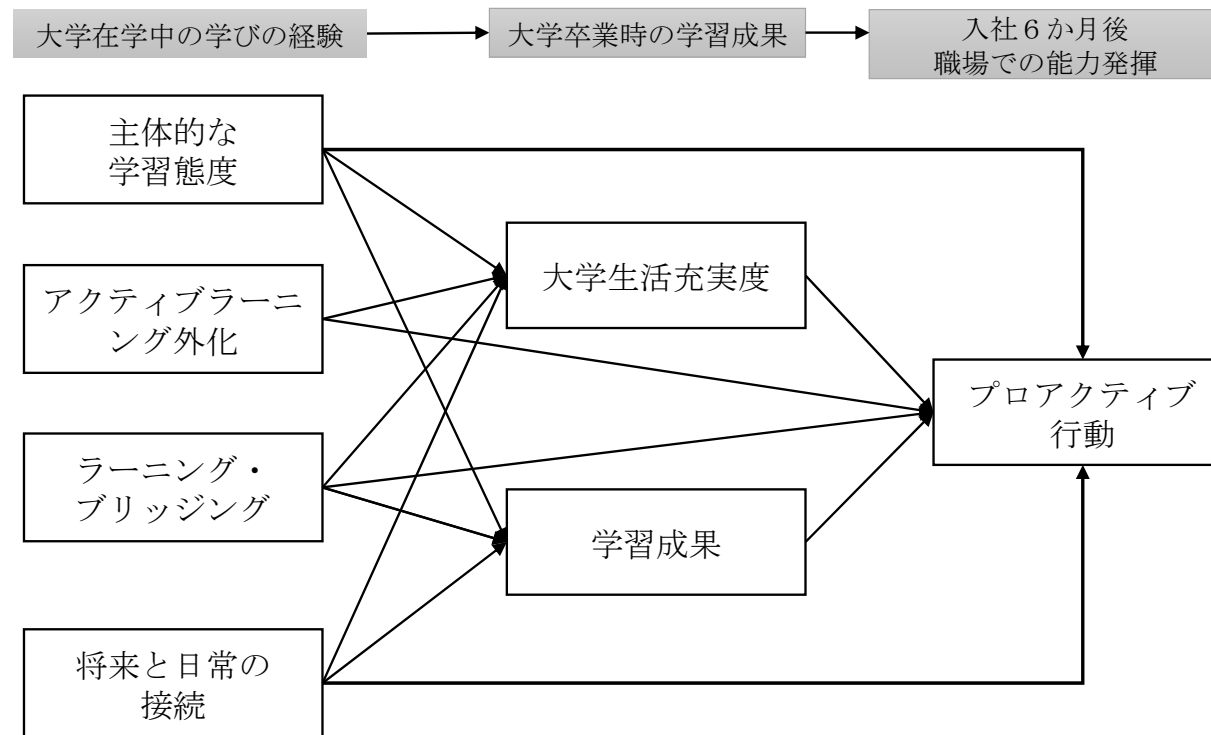 大学在学中の学びの経験
大学卒業時の学習成果
入社６か月後
職場での能力発揮
主体的な
学習態度
アクティブラーニ
ング外化
ラーニング・
ブリッジング
将来と日常の
接続
大学生活充実度
学習成果
プロアクティブ
行動